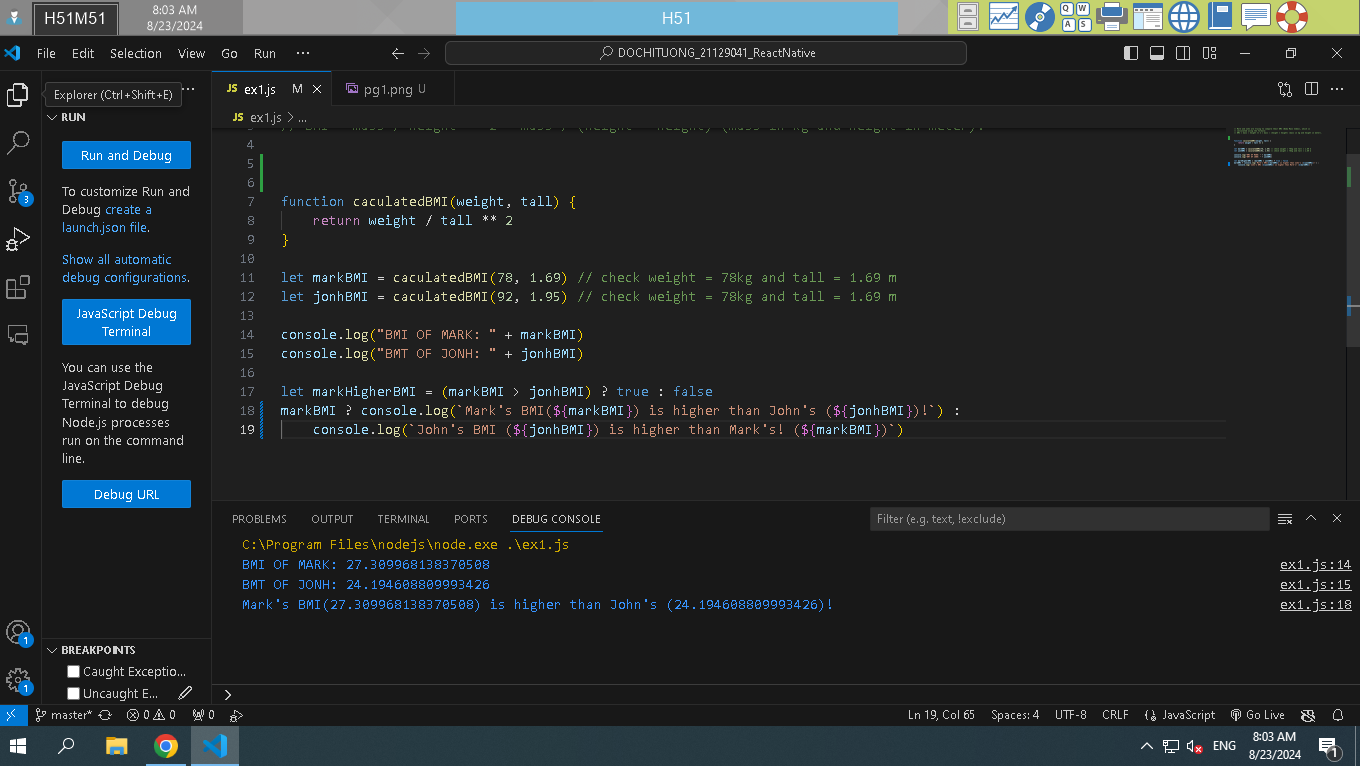 H51M51
8:03 AM
8/23/2024
H51
Q W
A S
File Edit Selection View Go Run ···
DOCHITUONG_21129041_ReactNative
Explorer (Ctrl+Shift+E)
···
JS ex1.js M
pg1.png U
···
JS ex1.js > ...
RUN
Run and Debug
To customize Run and
Debug create a
launch.json file.
Show all automatic
debug configurations.
JavaScript Debug
Terminal
You can use the
JavaScript Debug
Terminal to debug
Node.js processes
run on the command
line.
Debug URL
4
5
6
7 function caculatedBMI(weight, tall) {
8 return weight / tall ** 2
9 }
10
11 let markBMI = caculatedBMI(78, 1.69) // check weight = 78kg and tall = 1.69 m
12 let jonhBMI = caculatedBMI(92, 1.95) // check weight = 78kg and tall = 1.69 m
13
14 console.log("BMI OF MARK: " + markBMI)
15 console.log("BMT OF JONH: " + jonhBMI)
16
17 let markHigherBMI = (markBMI > jonhBMI) ? true : false
18 markBMI ? console.log(`Mark's BMI(${markBMI}) is higher than John's (${jonhBMI})!`) :
19 console.log(`John's BMI (${jonhBMI}) is higher than Mark's! (${markBMI})`)
PROBLEMS OUTPUT TERMINAL PORTS DEBUG CONSOLE
Filter (e.g. text, !exclude)
C:\Program Files\nodejs\node.exe .\ex1.js
BMI OF MARK: 27.309968138370508 ex1.js:14
BMT OF JONH: 24.194608809993426 ex1.js:15
Mark's BMI(27.309968138370508) is higher than John's (24.194608809993426)! ex1.js:18
3
1
1
BREAKPOINTS
Caught Exceptio...
Uncaught E...
master* 0 0 0
Ln 19, Col 65 Spaces: 4 UTF-8 CRLF JavaScript Go Live
ENG
8:03 AM
8/23/2024
1